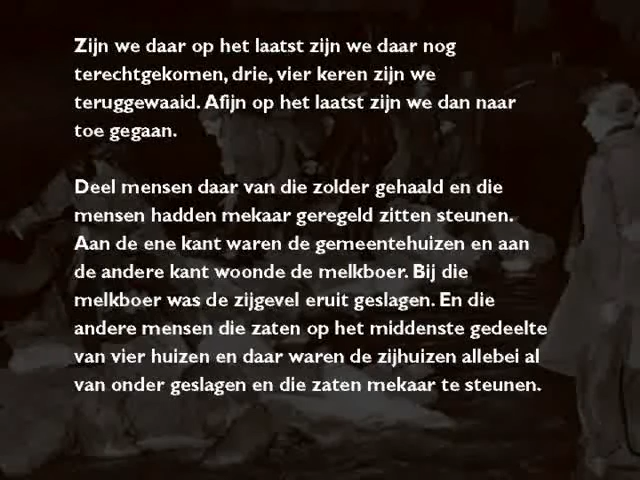 Zijn we daar op het laatst zijn we daar nog
terechtgekomen, drie, vier keren zijn we
teruggewaaid. Afijn op het laatst zijn we dan naar
toe gegaan.
Deel mensen daar van die zolder gehaald en die
mensen hadden mekaar geregeld zitten steunen.
Aan de ene kant waren de gemeentehuizen en aan
de andere kant woonde de melkboer. Bij die
melkboer was de zijgevel eruit geslagen. En die
andere mensen die zaten op het middenste gedeelte
van vier huizen en daar waren de zijhuizen allebei al
van onder geslagen en die zaten mekaar te steunen.